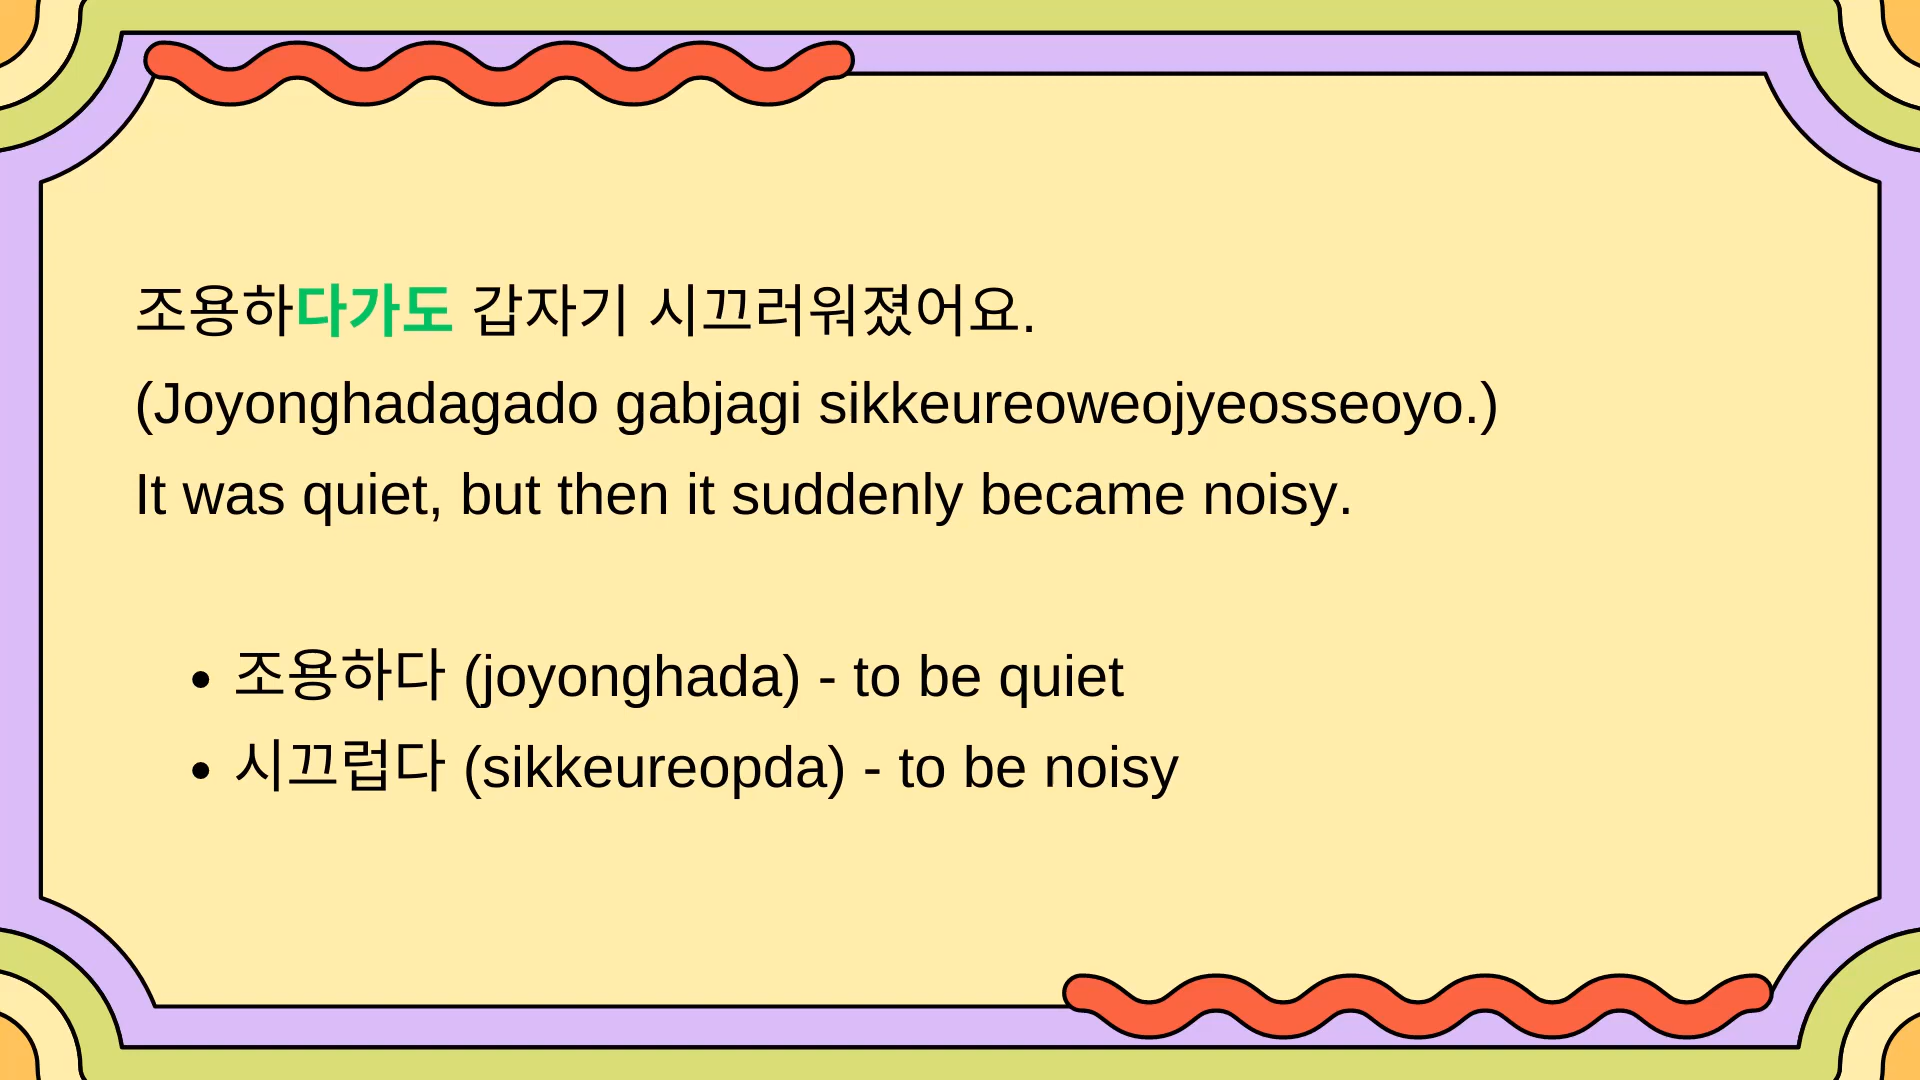 조용하다가도 갑자기 시끄러워졌어요.
(Joyonghadagado gabjagi sikkeureoweojyeosseoyo.)
It was quiet, but then it suddenly became noisy.
• 조용하다 (joyonghada) - to be quiet
• 시끄럽다 (sikkeureopda) - to be noisy